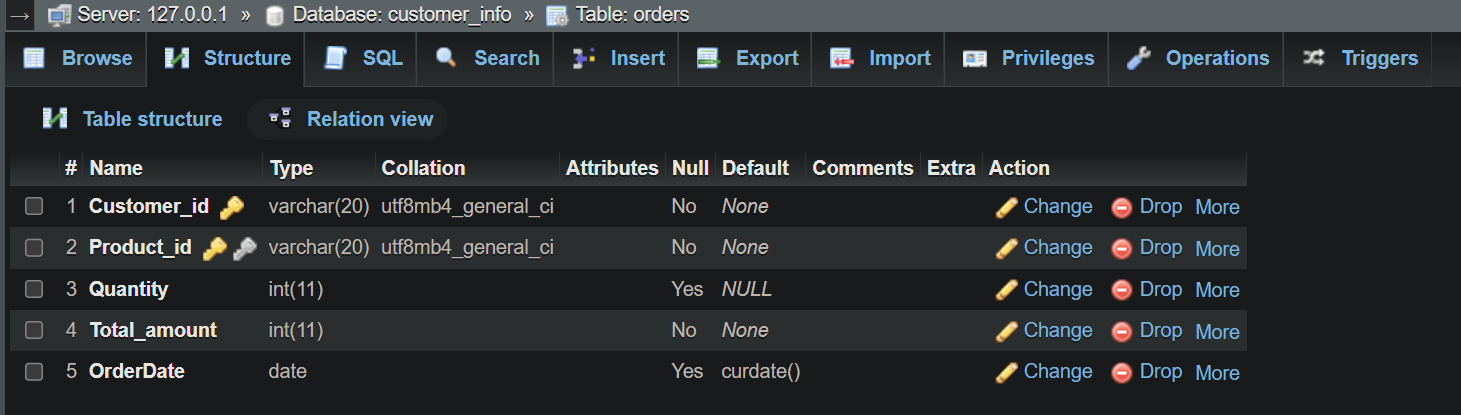 → Server: 127.0.0.1 » Database: customer_info » Table: orders
Browse Structure SQL Search Insert Export Import Privileges Operations Triggers
Table structure Relation view
# Name Type Collation Attributes Null Default Comments Extra Action
1 Customer_id varchar(20) utf8mb4_general_ci No None Change Drop More
2 Product_id varchar(20) utf8mb4_general_ci No None Change Drop More
3 Quantity int(11) Yes NULL Change Drop More
4 Total_amount int(11) No None Change Drop More
5 OrderDate date Yes curdate() Change Drop More